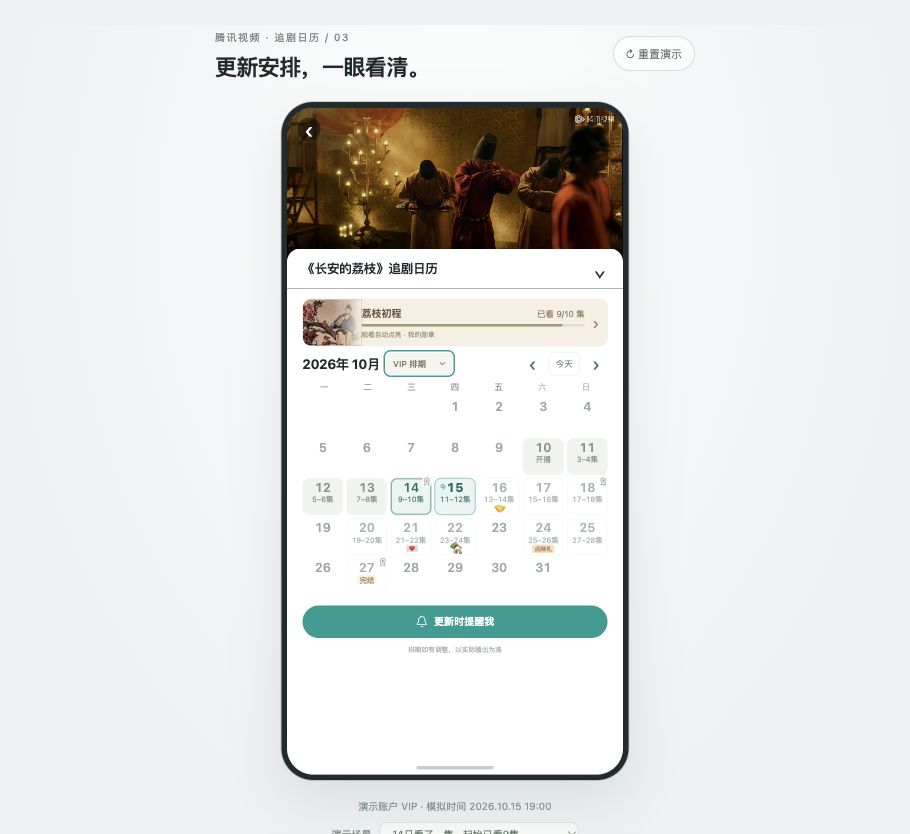 腾讯视频 · 追剧日历 / 03
更新安排，一眼看清。
重置演示
《长安的荔枝》追剧日历
荔枝初程
已看 9/10 集
观看自动点亮 · 我的勋章
2026年 10月
VIP 排期
今天
一 二 三 四 五 六 日
1 2 3 4
5 6 7 8 9 10 11
开播 3–4集
12 13 14 今15 16 17 18
5–6集 7–8集 9–10集 11–12集 13–14集 15–16集 17–18集
19 20 21 22 23 24 25
19–20集 21–22集 23–24集 25–26集 27–28集
点映礼
26 27 28 29 30 31
完结
更新时提醒我
排期如有调整，以实际播出为准
演示账户 VIP · 模拟时间 2026.10.15 19:00